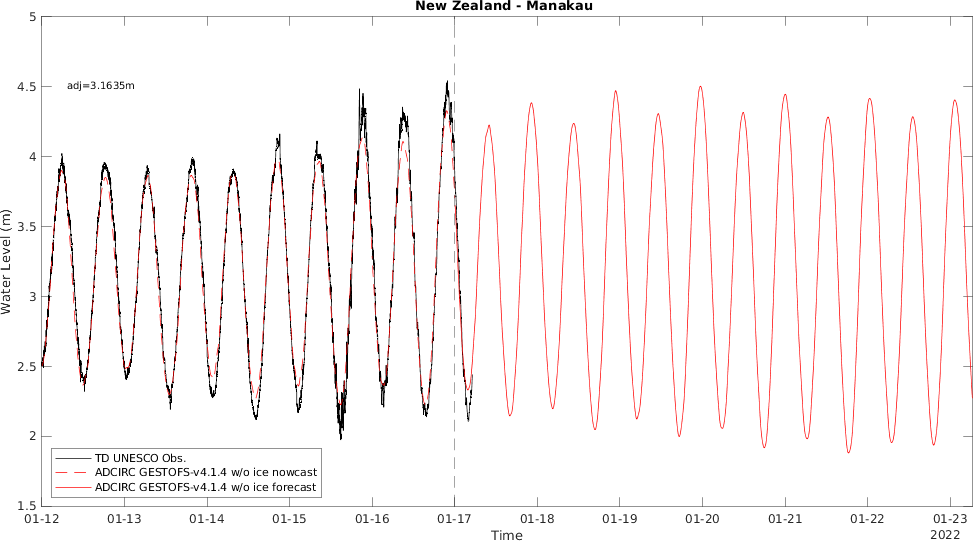 New Zealand - Manakau
5
4.5
4
3.5
3
2.5
2
1.5
Water Level (m)
adj=3.1635m
TD UNESCO Obs.
ADCIRC GESTOFS-v4.1.4 w/o ice nowcast
ADCIRC GESTOFS-v4.1.4 w/o ice forecast
01-12 01-13 01-14 01-15 01-16 01-17 01-18 01-19 01-20 01-21 01-22 01-23
2022
Time